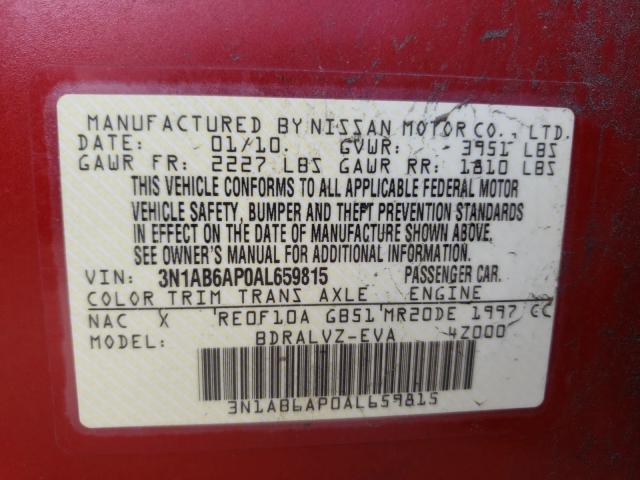 MANUFACTURED BY NISSAN MOTOR CO., LTD.
DATE: 01/10. GVWR: 3951 LBS
GAWR FR: 2227 LBS GAWR RR: 1810 LBS
THIS VEHICLE CONFORMS TO ALL APPLICABLE FEDERAL MOTOR
VEHICLE SAFETY, BUMPER AND THEFT PREVENTION STANDARDS
IN EFFECT ON THE DATE OF MANUFACTURE SHOWN ABOVE.
SEE OWNER'S MANUAL FOR ADDITIONAL INFORMATION.
VIN: 3N1AB6AP0AL659815 PASSENGER CAR.
COLOR TRIM TRANS AXLE ENGINE
NAC X RE0F10A GB51 MR20DE 1997 CC
BDRALVZ-EVA 4Z000
3N1AB6AP0AL659815